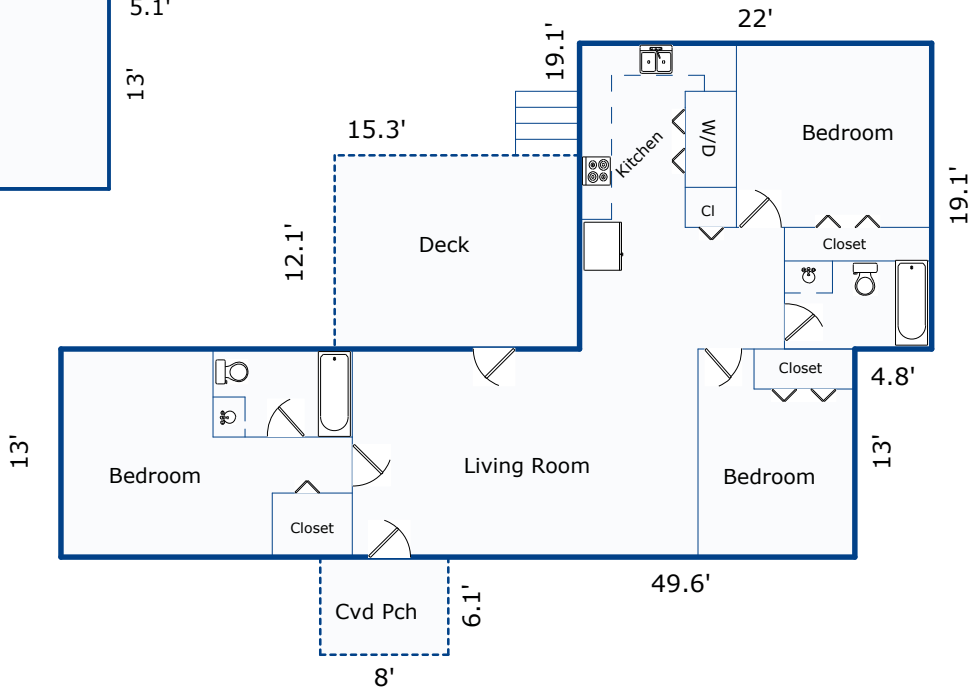 5.1'
22'
19.1'
13'
15.3'
Kitchen
W/D
Bedroom
19.1'
Cl
12.1'
Deck
Closet
Closet
4.8'
13'
Bedroom
Living Room
Bedroom
13'
Closet
49.6'
Cvd Pch
6.1'
8'